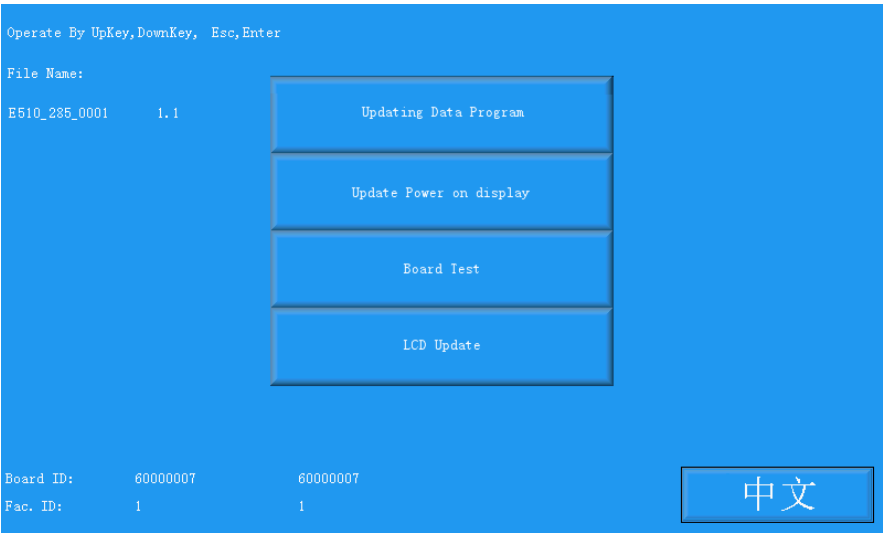 Operate By UpKey,DownKey, Esc,Enter
File Name:
E510_285_0001 1.1
Updating Data Program
Update Power on display
Board Test
LCD Update
Board ID: 60000007 60000007
Fac. ID: 1 1
中文